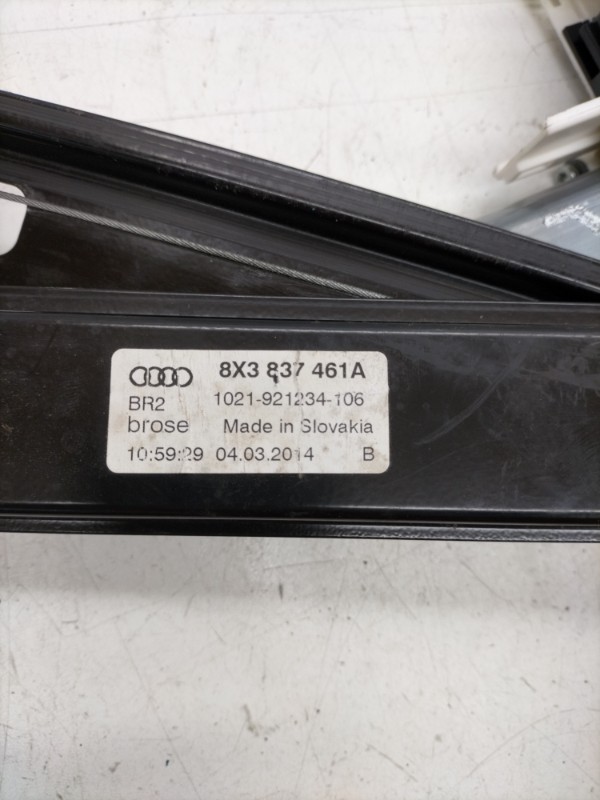 8X3 837 461A
BR2 1021-921234-106
brose Made in Slovakia
10:59:29 04.03.2014 B